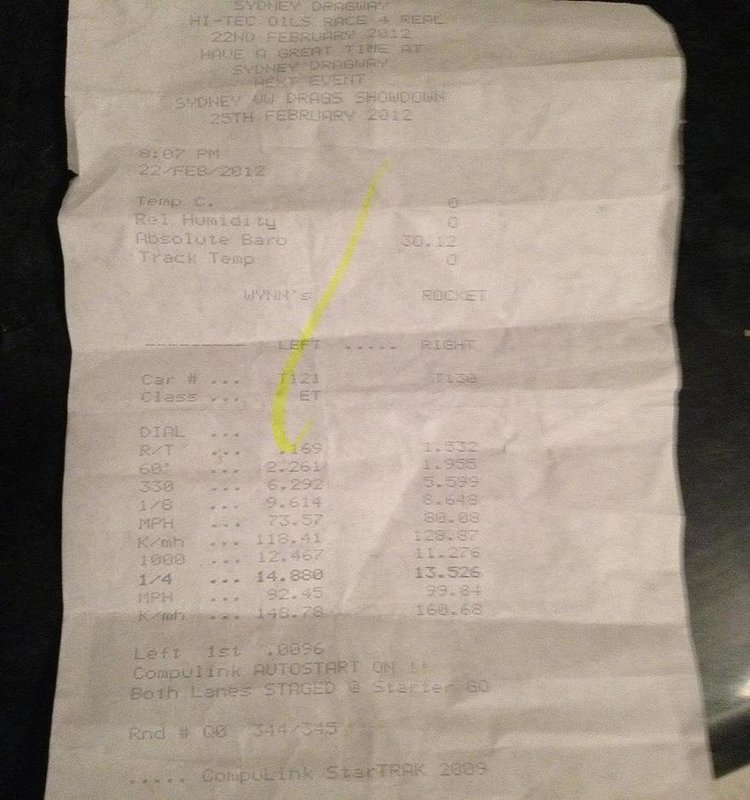 SYDNEY DRAGWAY
HI-TEC OILS RACE 4 REAL
22ND FEBRUARY 2012
HAVE A GREAT TIME AT
SYDNEY DRAGWAY
NEXT EVENT
SYDNEY VW DRAGS SHOWDOWN
25TH FEBRUARY 2012
8:07 PM
22/FEB/2012
Temp C. 0
Rel Humidity 0
Absolute Baro 30.12
Track Temp 0
WYNN's ROCKET
--------- LEFT ..... RIGHT
Car # ... T121 T130
Class ... ET
DIAL ...
R/T ... .169 1.532
60' ... 2.261 1.955
330 ... 6.292 5.599
1/8 ... 9.614 8.648
MPH ... 73.57 80.08
K/mh ... 118.41 128.87
1000 ... 12.467 11.276
1/4 ... 14.880 13.526
MPH ... 92.45 99.84
K/mh ... 148.78 160.68
Left 1st .0096
Compulink AUTOSTART ON !!
Both Lanes STAGED @ Starter GO
Rnd # Q0 344/345
..... CompuLink StarTRAK 2009